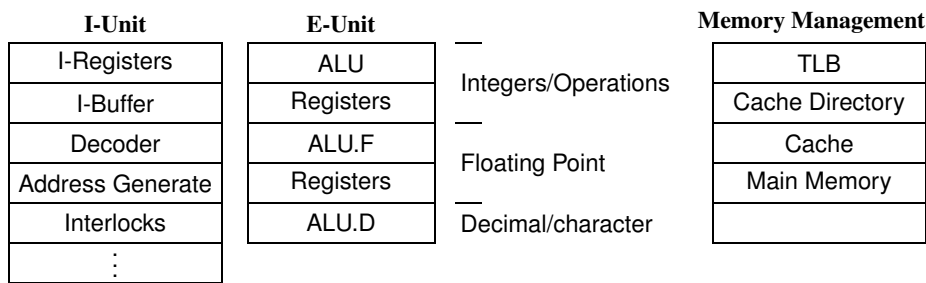 I-Unit
I-Registers
I-Buffer
Decoder
Address Generate
Interlocks
⋮
E-Unit
ALU
Registers
ALU.F
Registers
ALU.D
Integers/Operations
Floating Point
Decimal/character
Memory Management
TLB
Cache Directory
Cache
Main Memory